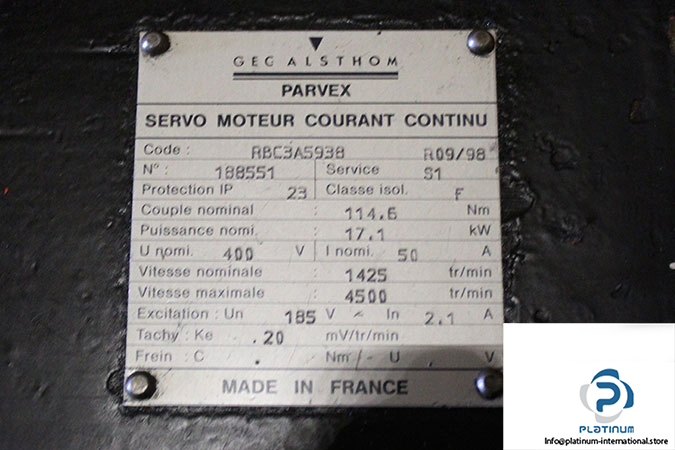 GEC ALSTHOM
PARVEX
SERVO MOTEUR COURANT CONTINU
Code : RBC3A5938 R09/98
N° : 188551 Service S1
Protection IP 23 Classe isol. F
Couple nominal : 114.6 Nm
Puissance nomi. : 17.1 kW
U nomi. 400 V I nomi. 50 A
Vitesse nominale : 1425 tr/min
Vitesse maximale : 4500 tr/min
Excitation : Un 185 V ~ In 2.1 A
Tachy : Ke .20 mV/tr/min
Frein : C . Nm - U V
MADE IN FRANCE
PLATINUM
Info@platinum-international.store